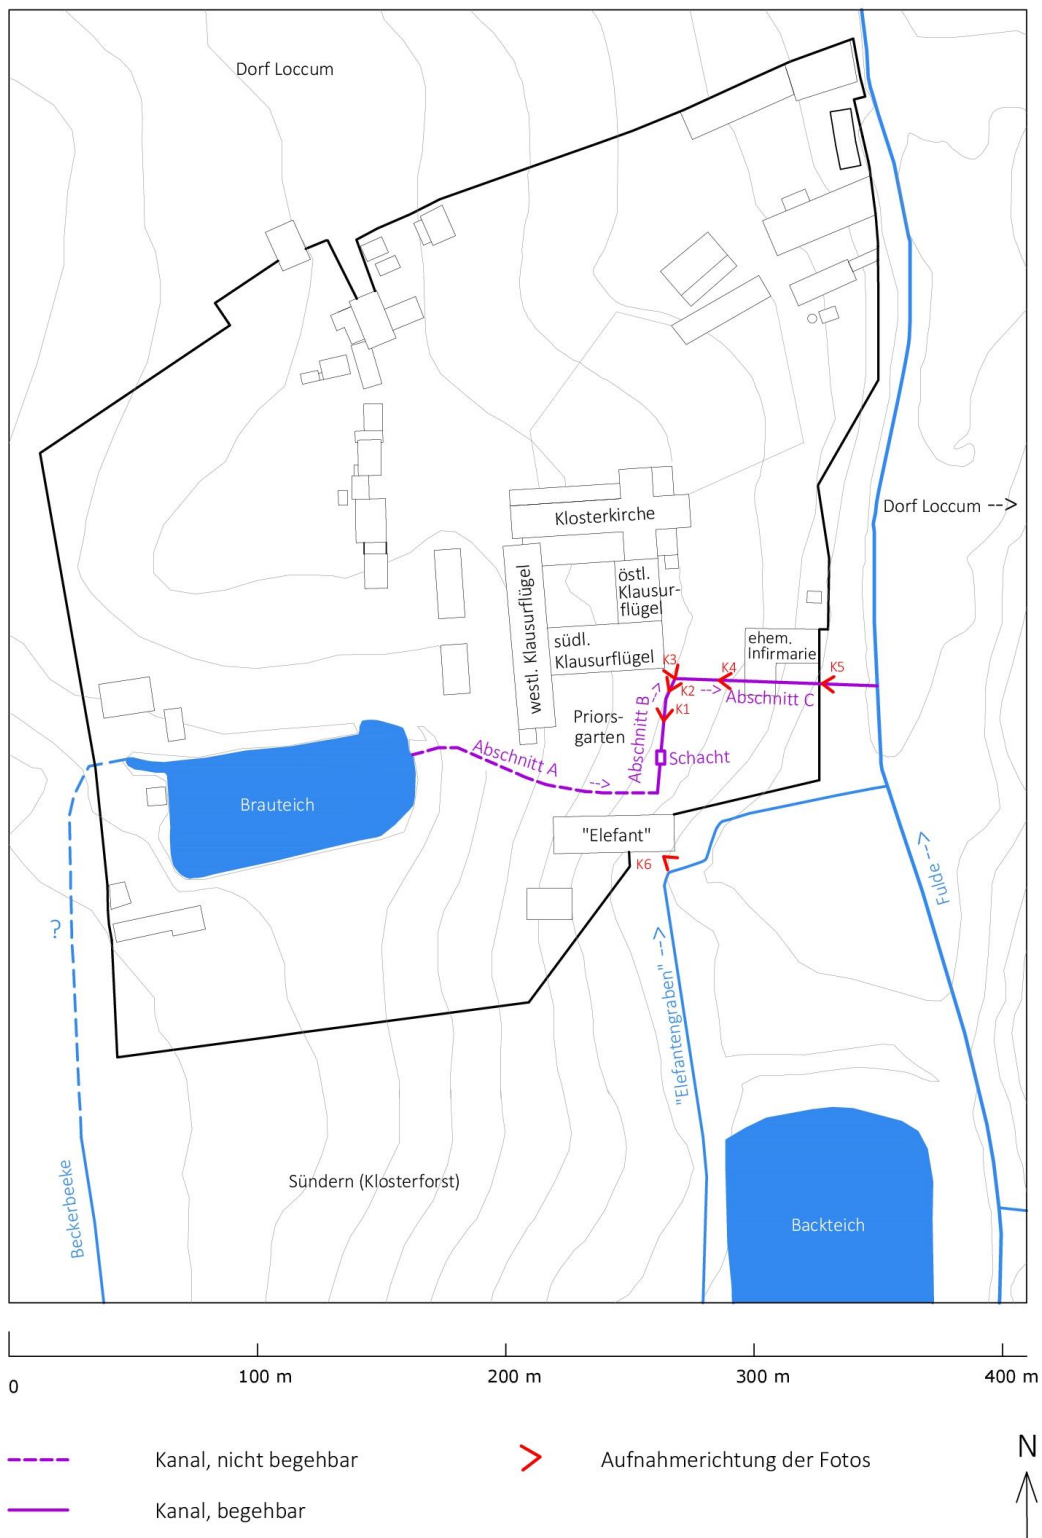 Dorf Loccum
Klosterkirche
Dorf Loccum -->
westl. Klausurflügel
östl.
Klausur-
flügel
südl.
Klausurflügel
ehem.
Infirmarie
K3
K4
K5
K2
-->
Abschnitt C
K1
Priors-
garten
Abschnitt B -->
Schacht
Abschnitt A -->
Brauteich
"Elefant"
K6
Fulde -->
?
"Elefantengraben" -->
Beckerbeeke
Sündern (Klosterforst)
Backteich
0
100 m
200 m
300 m
400 m
Kanal, nicht begehbar
Aufnahmerichtung der Fotos
N
Kanal, begehbar